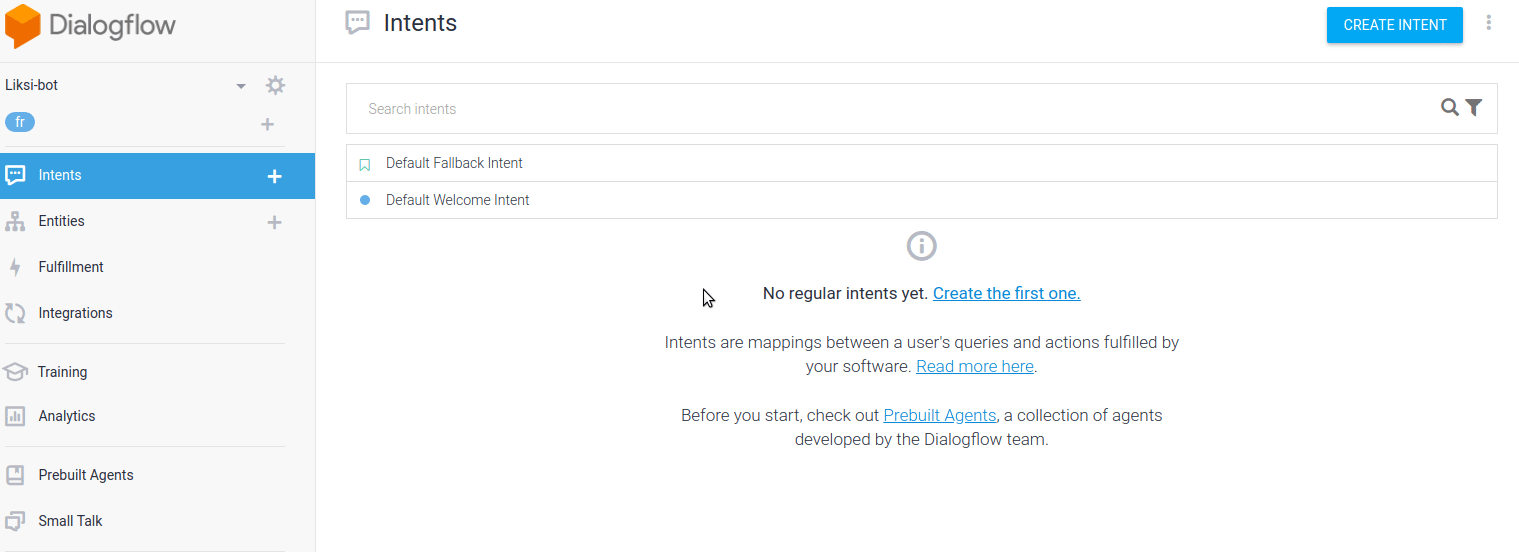 Dialogflow
Intents
CREATE INTENT
Liksi-bot
fr
Search intents
Intents
Default Fallback Intent
Default Welcome Intent
Entities
Fulfillment
Integrations
No regular intents yet. Create the first one.
Intents are mappings between a user's queries and actions fulfilled by
your software. Read more here.
Training
Analytics
Before you start, check out Prebuilt Agents, a collection of agents
developed by the Dialogflow team.
Prebuilt Agents
Small Talk